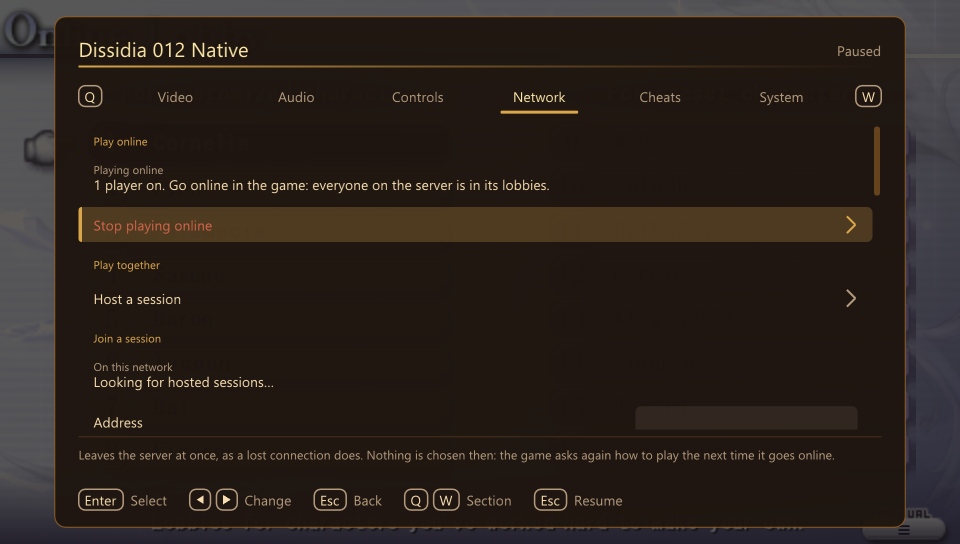 Dissidia 012 Native
Paused
Q Video Audio Controls Network Cheats System W
Play online
Playing online
1 player on. Go online in the game: everyone on the server is in its lobbies.
Stop playing online
Play together
Host a session
Join a session
On this network
Looking for hosted sessions...
Address
Leaves the server at once, as a lost connection does. Nothing is chosen then: the game asks again how to play the next time it goes online.
Enter Select Change Esc Back Q W Section Esc Resume